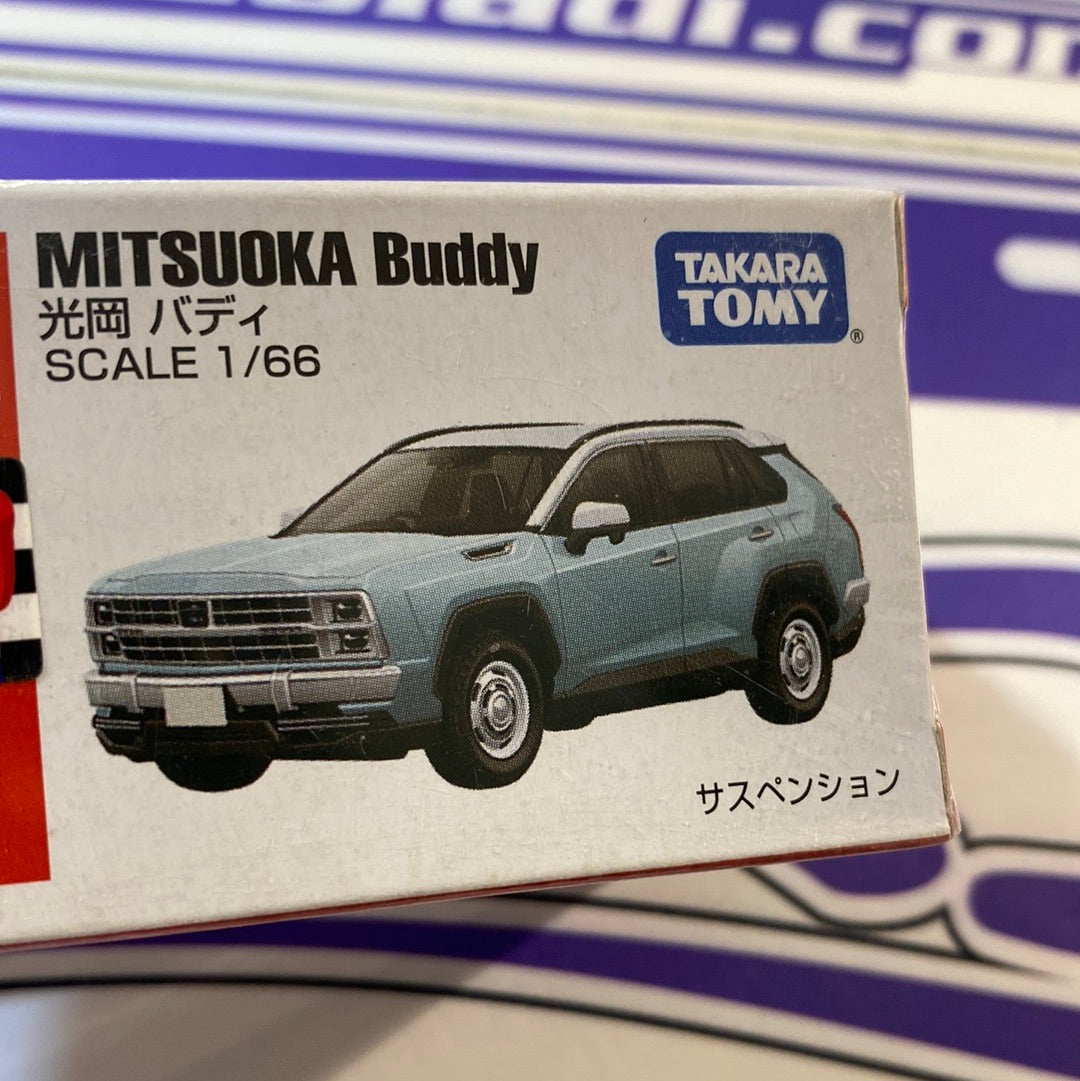 MITSUOKA Buddy
光岡 バディ
SCALE 1/66
TAKARA
TOMY
®
サスペンション